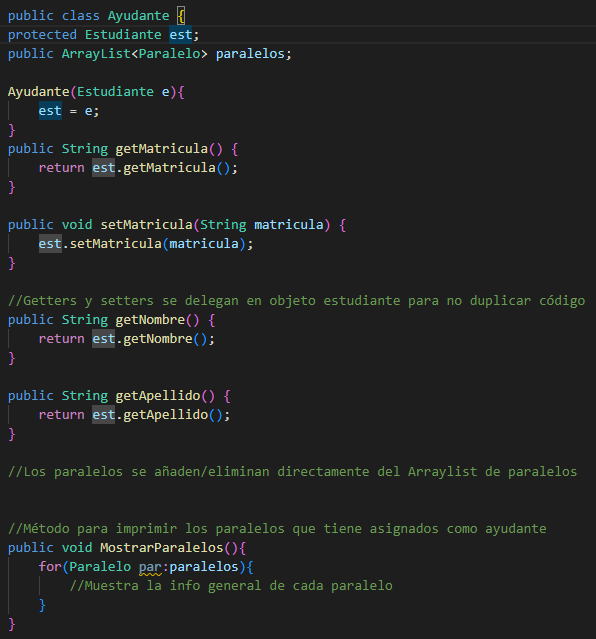 public class Ayudante {
protected Estudiante est;
public ArrayList<Paralelo> paralelos;
Ayudante(Estudiante e){
est = e;
}
public String getMatricula() {
return est.getMatricula();
}
public void setMatricula(String matricula) {
est.setMatricula(matricula);
}
//Getters y setters se delegan en objeto estudiante para no duplicar código
public String getNombre() {
return est.getNombre();
}
public String getApellido() {
return est.getApellido();
}
//Los paralelos se añaden/eliminan directamente del Arraylist de paralelos
//Método para imprimir los paralelos que tiene asignados como ayudante
public void MostrarParalelos(){
for(Paralelo par:paralelos){
//Muestra la info general de cada paralelo
}
}